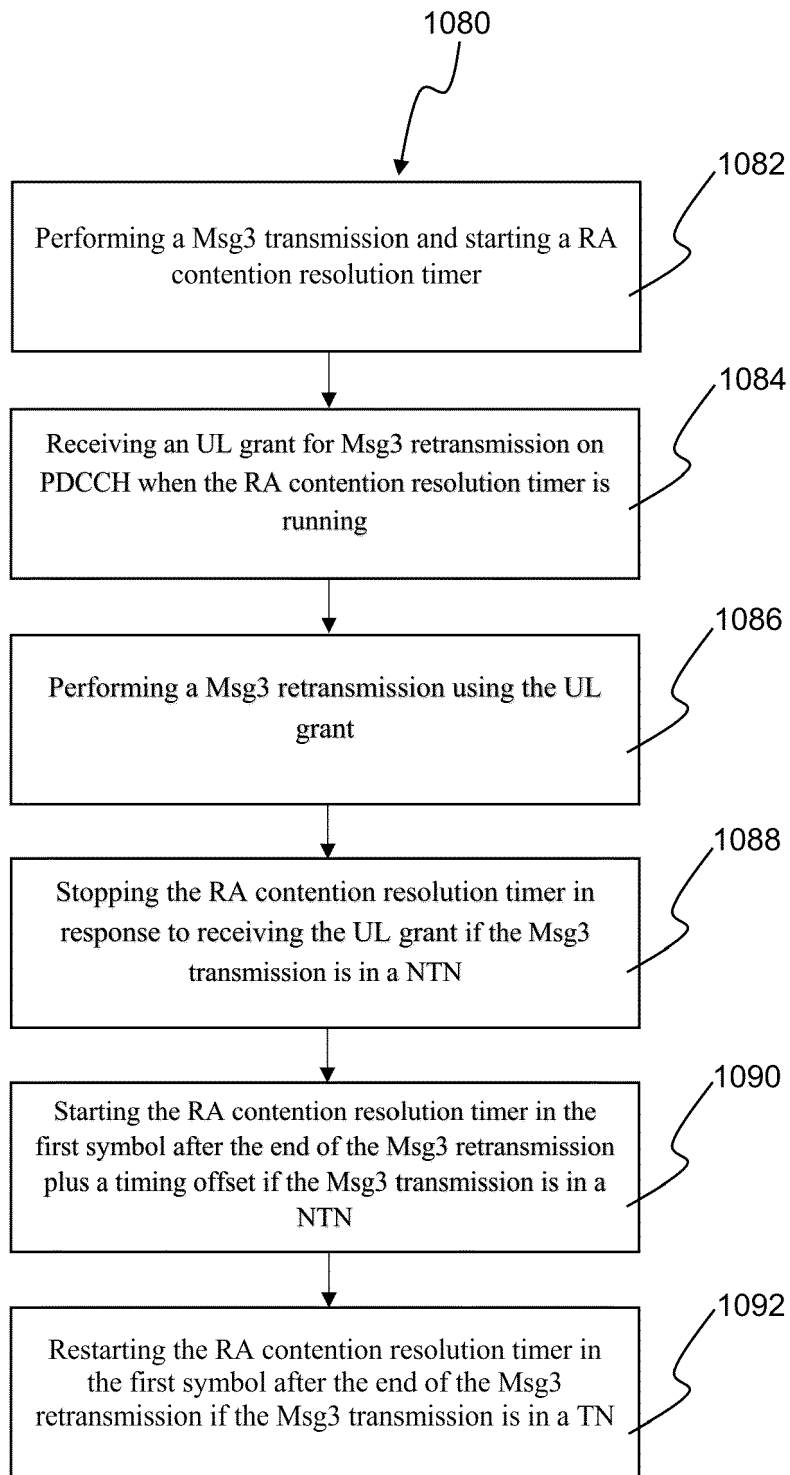 1080
1082
Performing a Msg3 transmission and starting a RA
contention resolution timer
1084
Receiving an UL grant for Msg3 retransmission on
PDCCH when the RA contention resolution timer is
running
1086
Performing a Msg3 retransmission using the UL
grant
1088
Stopping the RA contention resolution timer in
response to receiving the UL grant if the Msg3
transmission is in a NTN
1090
Starting the RA contention resolution timer in the
first symbol after the end of the Msg3 retransmission
plus a timing offset if the Msg3 transmission is in a
NTN
1092
Restarting the RA contention resolution timer in
the first symbol after the end of the Msg3
retransmission if the Msg3 transmission is in a TN